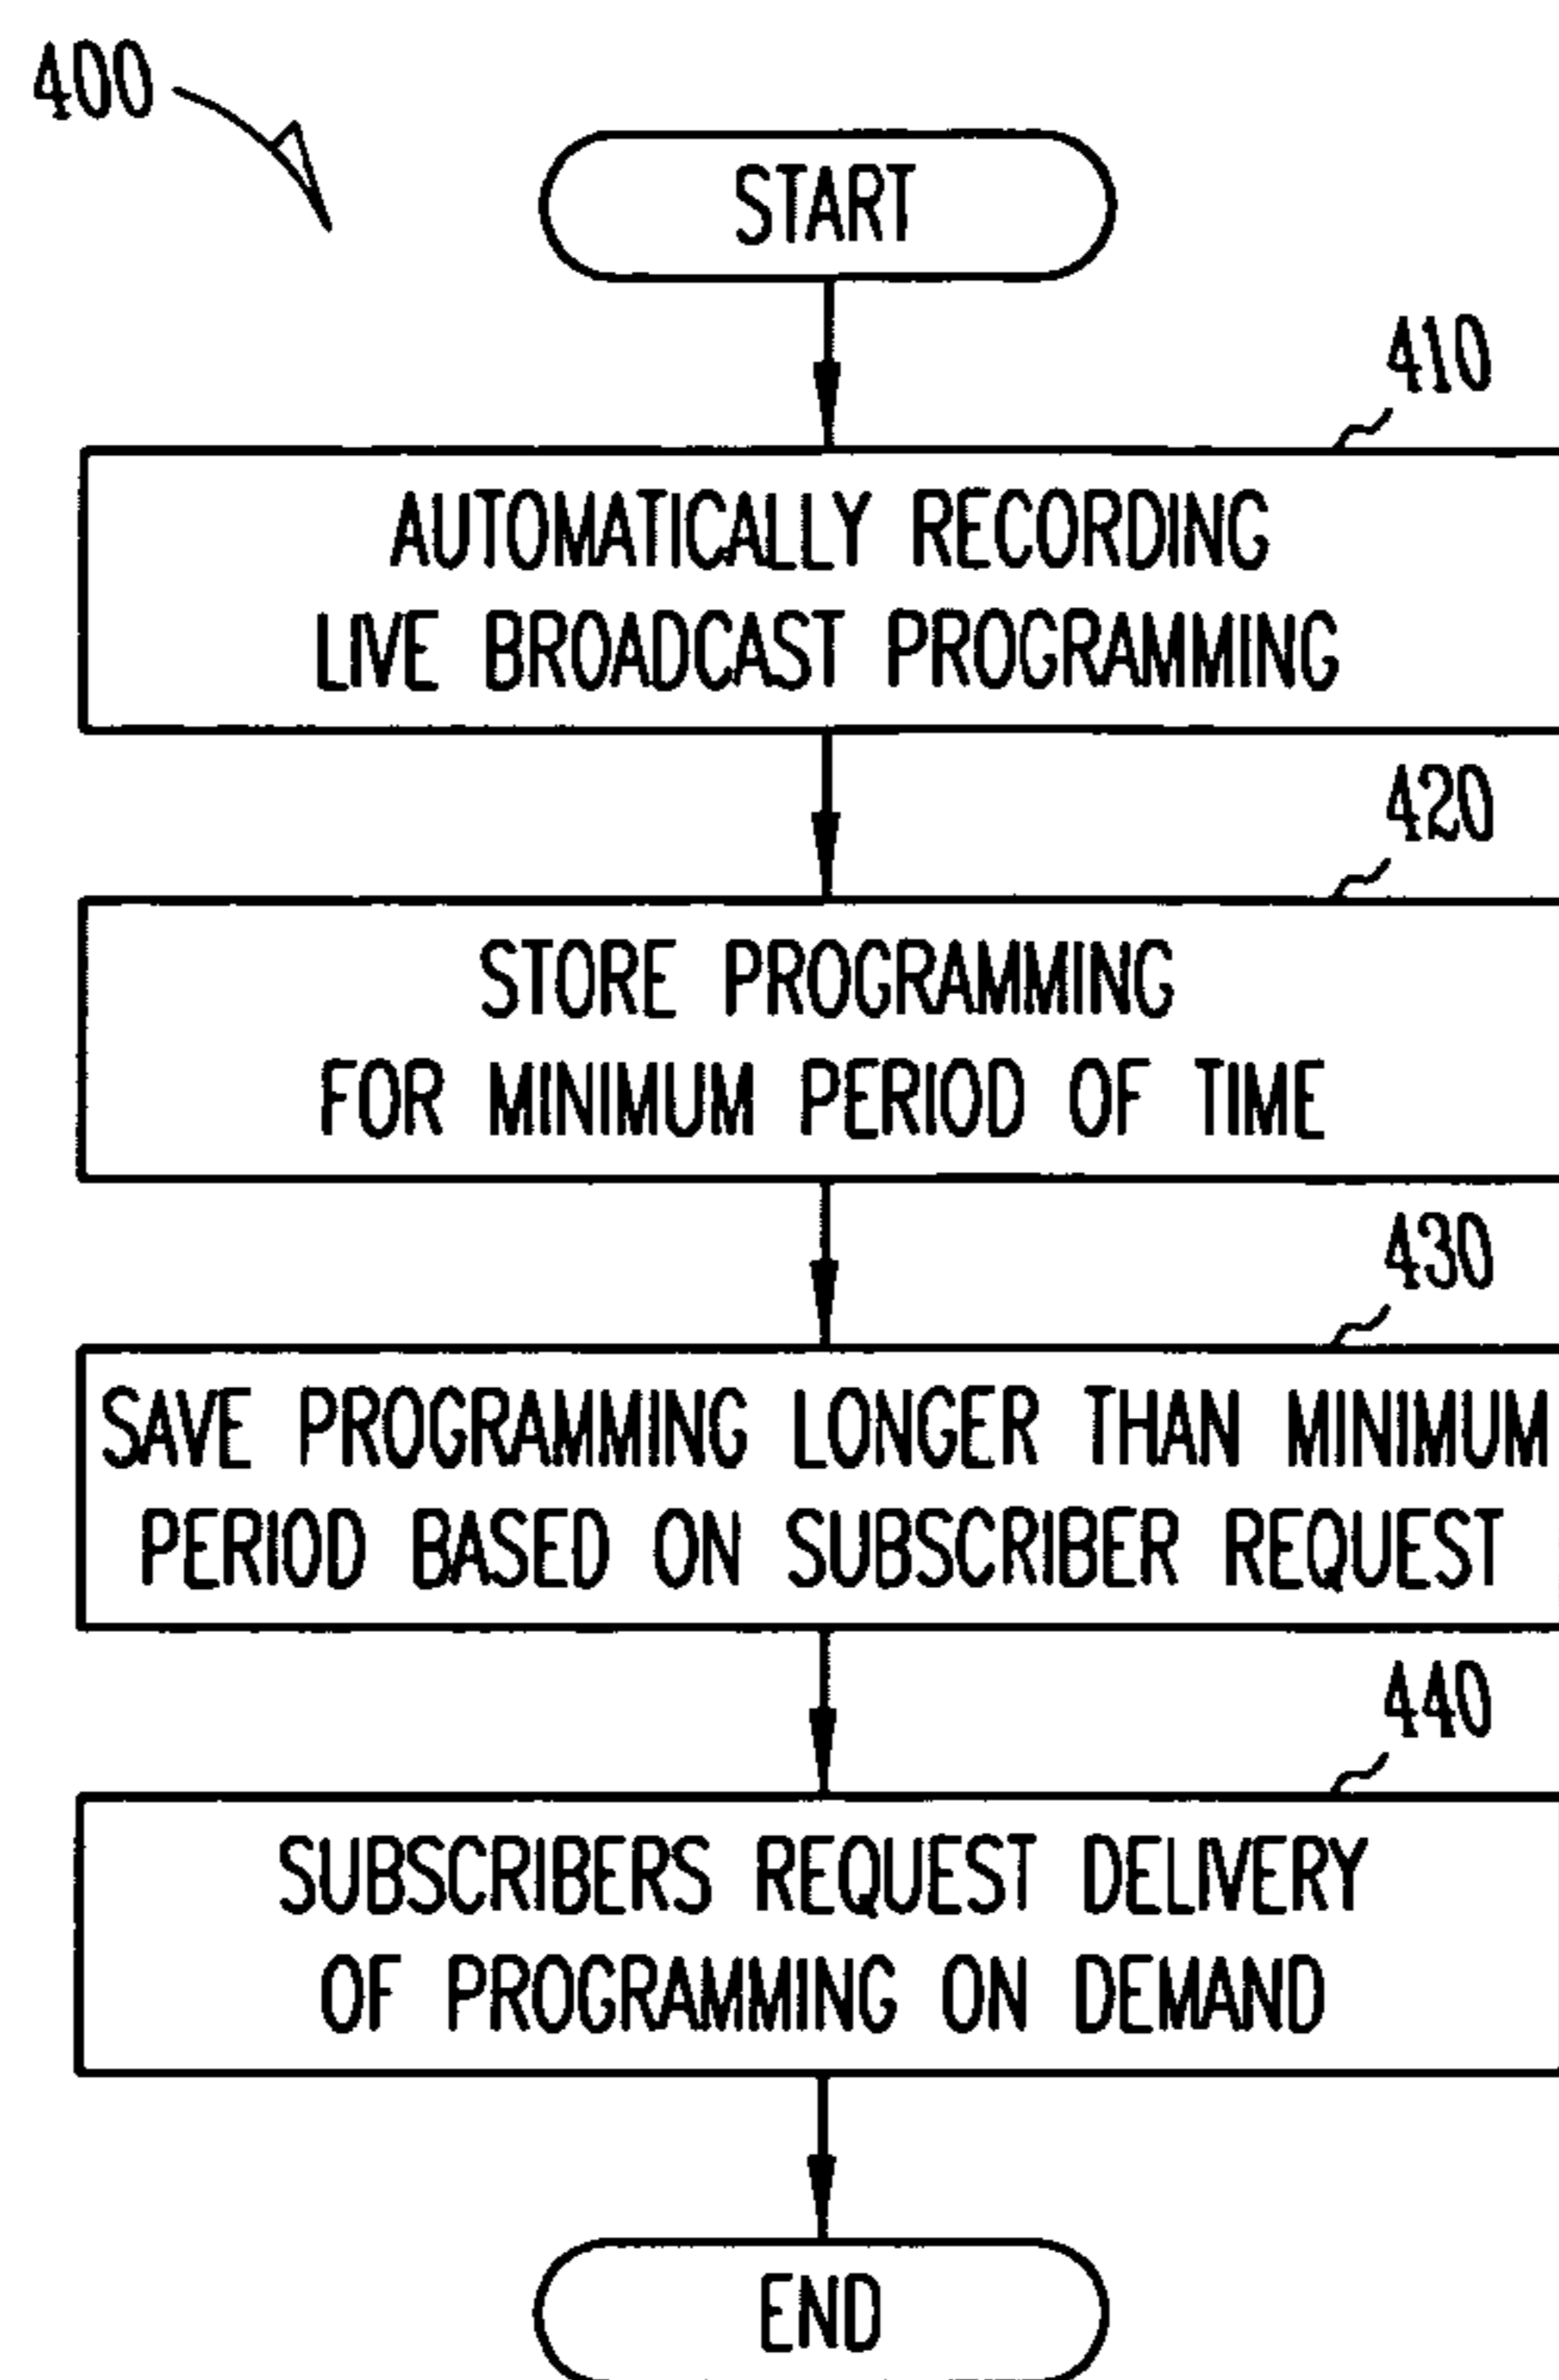 400
START
410
AUTOMATICALLY RECORDING
LIVE BROADCAST PROGRAMMING
420
STORE PROGRAMMING
FOR MINIMUM PERIOD OF TIME
430
SAVE PROGRAMMING LONGER THAN MINIMUM
PERIOD BASED ON SUBSCRIBER REQUEST
440
SUBSCRIBERS REQUEST DELIVERY
OF PROGRAMMING ON DEMAND
END